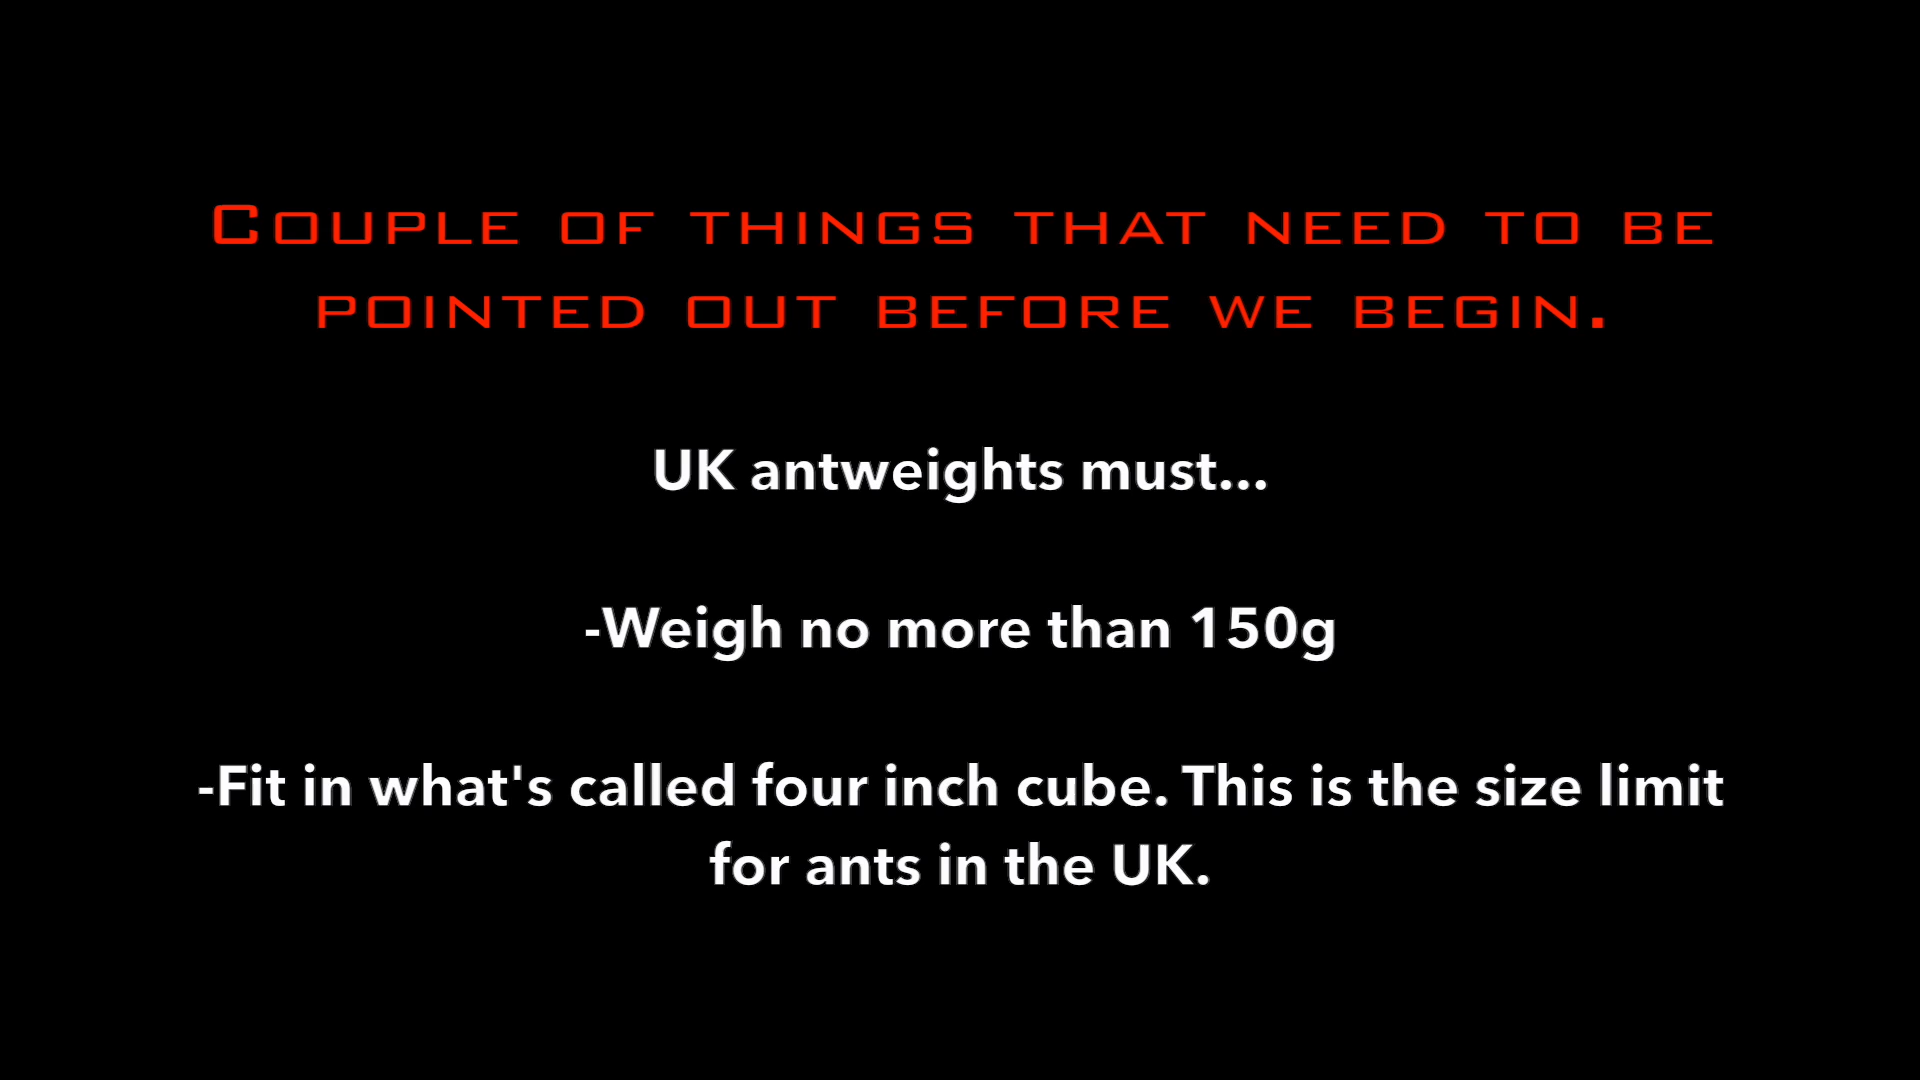 Couple of things that need to be
pointed out before we begin.
UK antweights must...
-Weigh no more than 150g
-Fit in what's called four inch cube. This is the size limit
for ants in the UK.